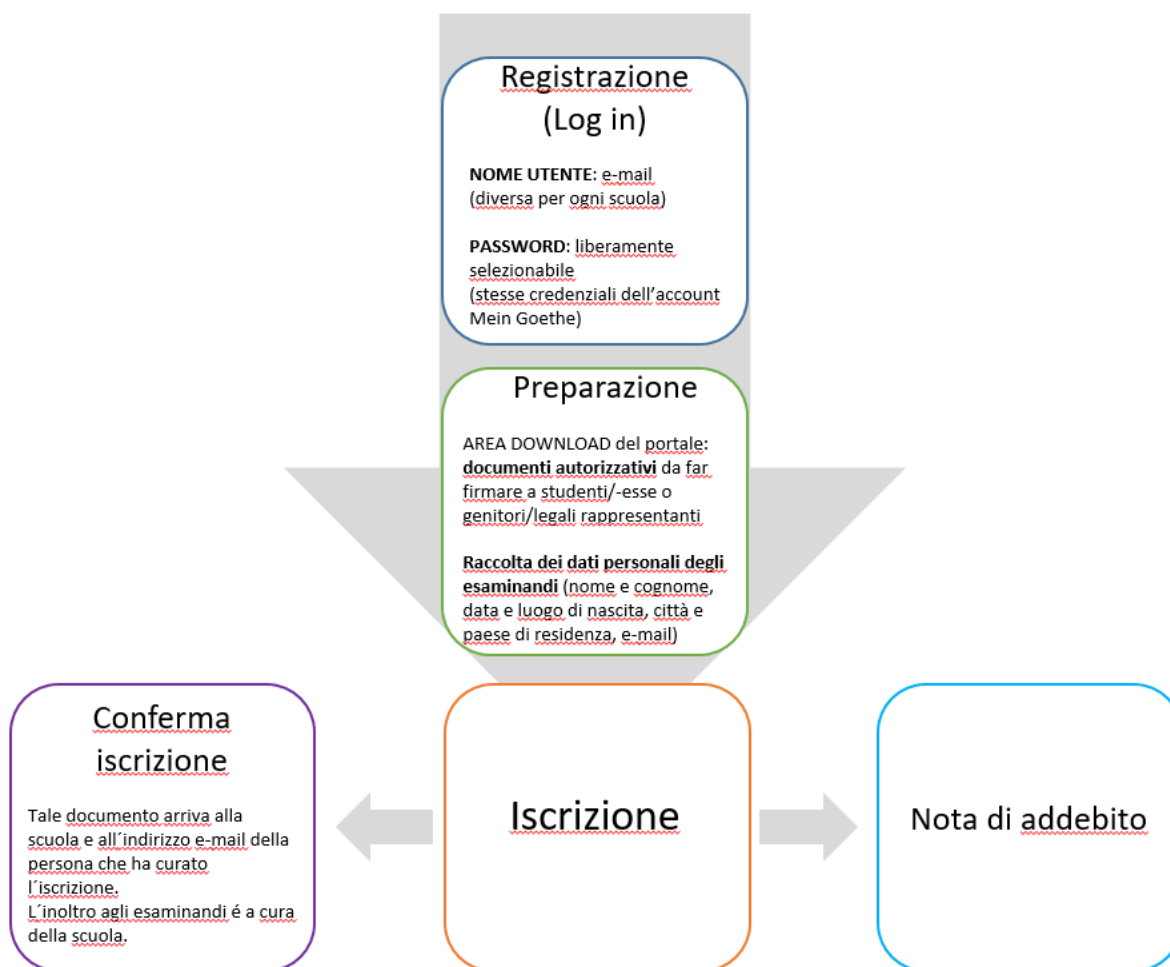 Registrazione
(Log in)
NOME UTENTE: e-mail
(diversa per ogni scuola)
PASSWORD: liberamente
selezionabile
(stesse credenziali dell’account
Mein Goethe)
Preparazione
AREA DOWNLOAD del portale:
documenti autorizzativi da far
firmare a studenti/-esse o
genitori/legali rappresentanti
Raccolta dei dati personali degli
esaminandi (nome e cognome,
data e luogo di nascita, città e
paese di residenza, e-mail)
Conferma
iscrizione
Tale documento arriva alla
scuola e all´indirizzo e-mail della
persona che ha curato
l´iscrizione.
L´inoltro agli esaminandi é a cura
della scuola.
Iscrizione
Nota di addebito